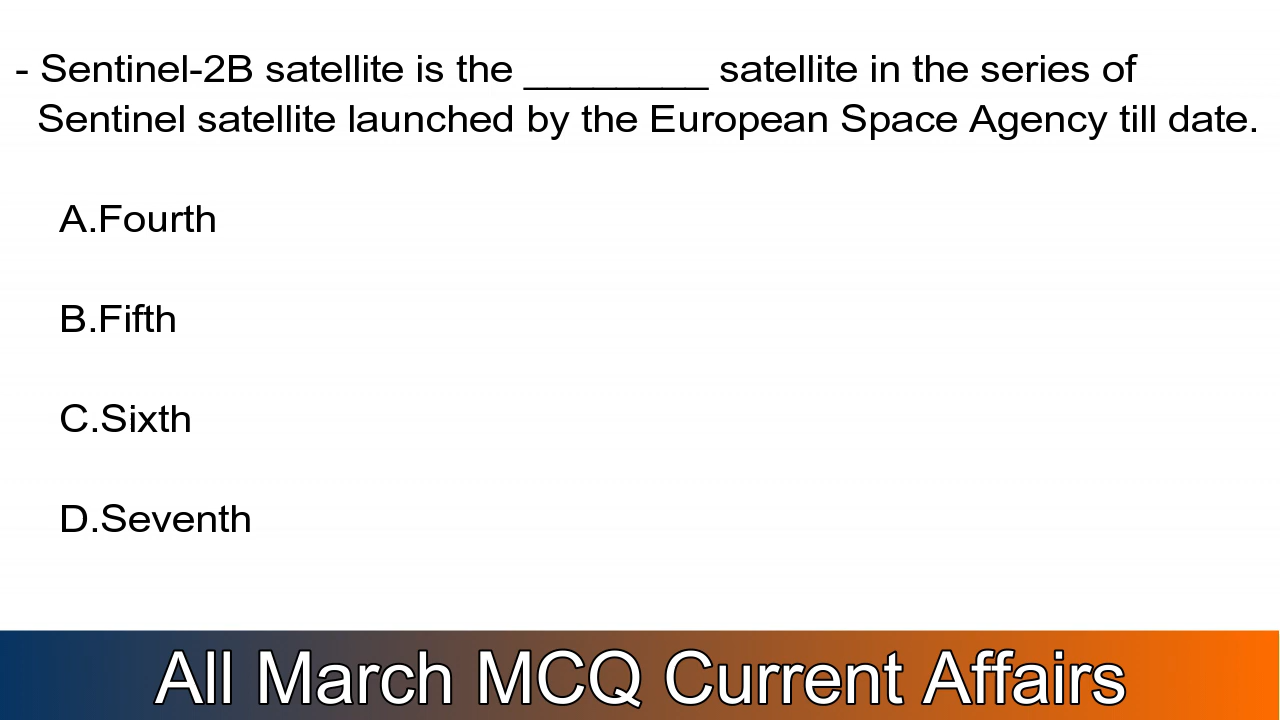 - Sentinel-2B satellite is the ________ satellite in the series of
Sentinel satellite launched by the European Space Agency till date.
A.Fourth
B.Fifth
C.Sixth
D.Seventh
All March MCQ Current Affairs